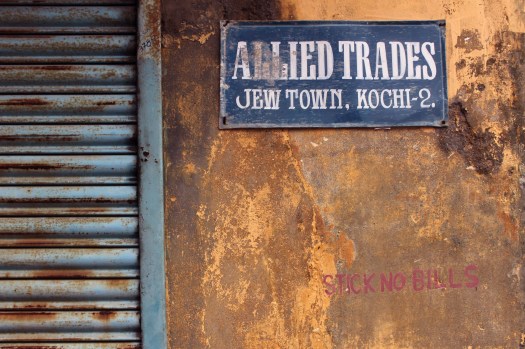 ALLIED TRADES
JEW TOWN, KOCHI-2.
STICK NO BILLS